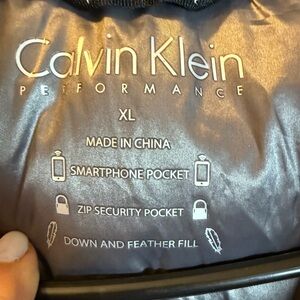 Calvin Klein
PERFORMANCE
XL
MADE IN CHINA
SMARTPHONE POCKET
ZIP SECURITY POCKET
DOWN AND FEATHER FILL